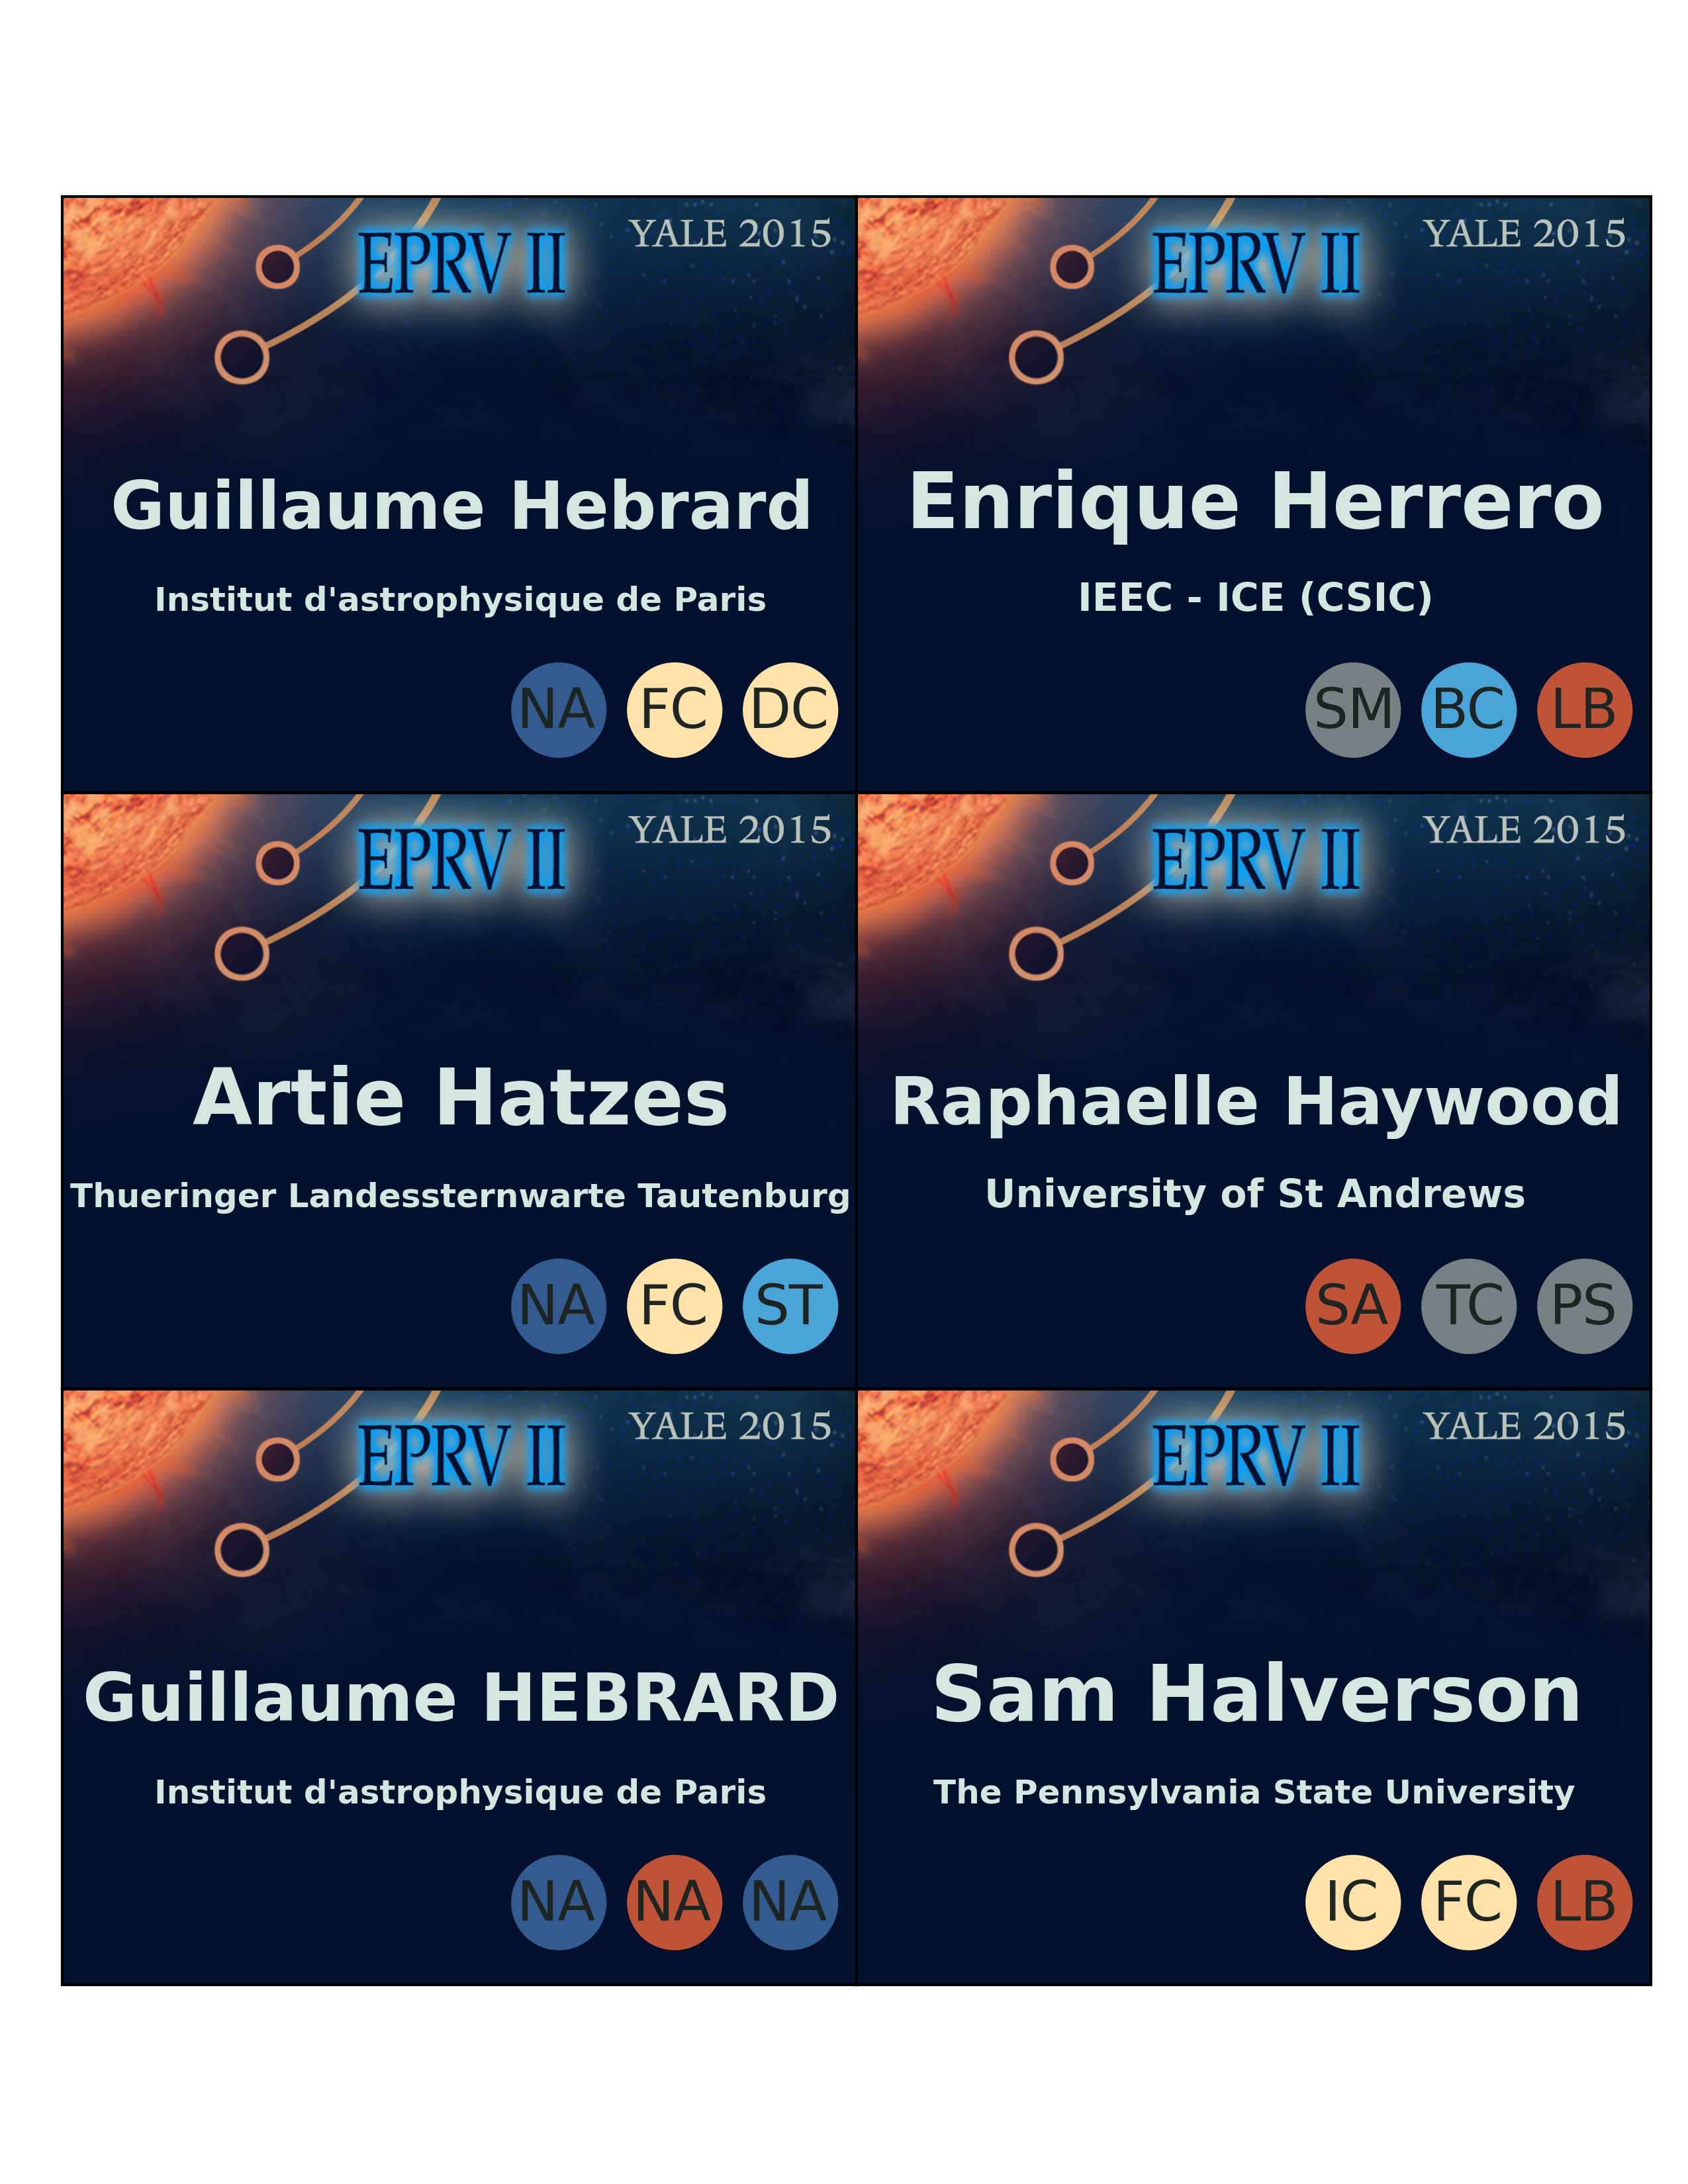 EPRV II YALE 2015
Guillaume Hebrard
Institut d'astrophysique de Paris
NA FC DC
EPRV II YALE 2015
Enrique Herrero
IEEC - ICE (CSIC)
SM BC LB
EPRV II YALE 2015
Artie Hatzes
Thueringer Landessternwarte Tautenburg
NA FC ST
EPRV II YALE 2015
Raphaelle Haywood
University of St Andrews
SA TC PS
EPRV II YALE 2015
Guillaume HEBRARD
Institut d'astrophysique de Paris
NA NA NA
EPRV II YALE 2015
Sam Halverson
The Pennsylvania State University
IC FC LB